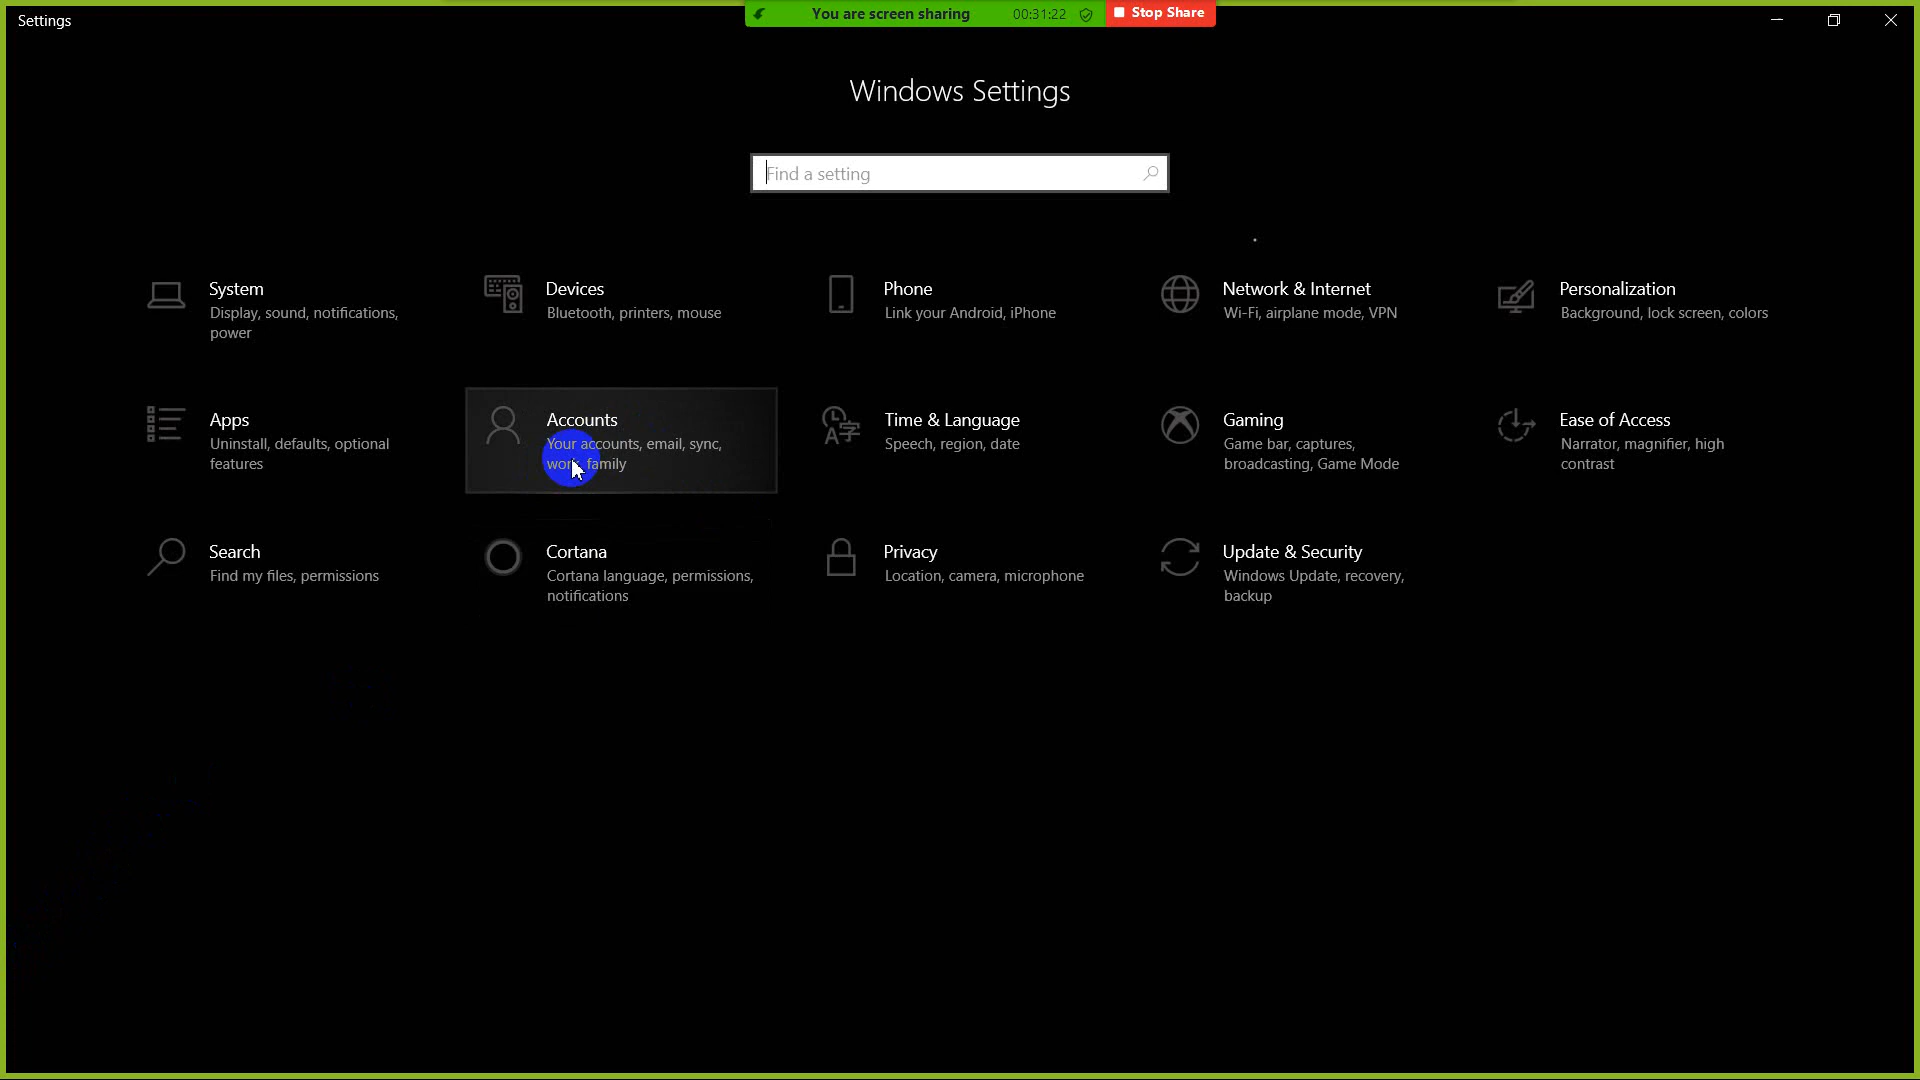 Settings
You are screen sharing 00:31:22 Stop Share
Windows Settings
Find a setting
System
Display, sound, notifications,
power
Devices
Bluetooth, printers, mouse
Phone
Link your Android, iPhone
Network & Internet
Wi-Fi, airplane mode, VPN
Personalization
Background, lock screen, colors
Apps
Uninstall, defaults, optional
features
Accounts
Your accounts, email, sync,
work, family
Time & Language
Speech, region, date
Gaming
Game bar, captures,
broadcasting, Game Mode
Ease of Access
Narrator, magnifier, high
contrast
Search
Find my files, permissions
Cortana
Cortana language, permissions,
notifications
Privacy
Location, camera, microphone
Update & Security
Windows Update, recovery,
backup